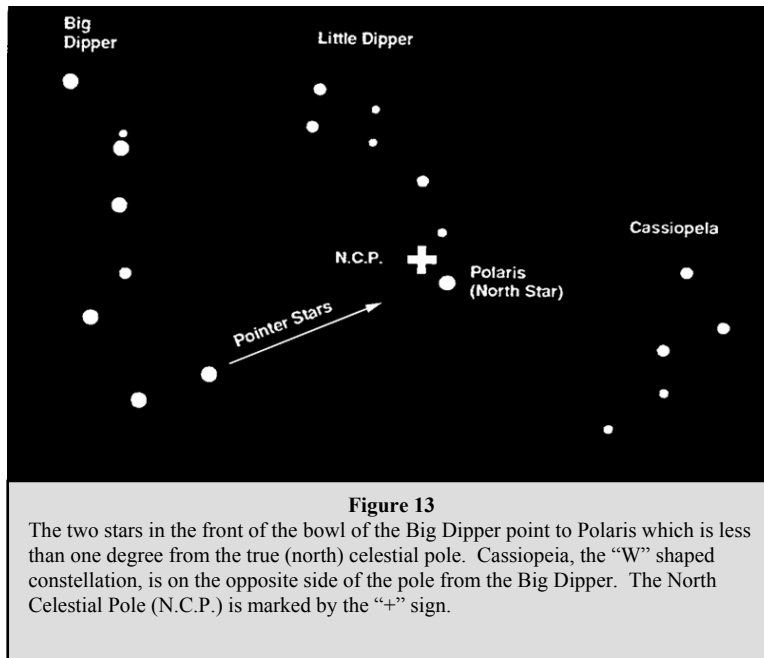 Big
Dipper
Little Dipper
Cassiopela
N.C.P.
Polaris
(North Star)
Pointer Stars
Figure 13
The two stars in the front of the bowl of the Big Dipper point to Polaris which is less
than one degree from the true (north) celestial pole.  Cassiopeia, the “W” shaped
constellation, is on the opposite side of the pole from the Big Dipper.  The North
Celestial Pole (N.C.P.) is marked by the “+” sign.